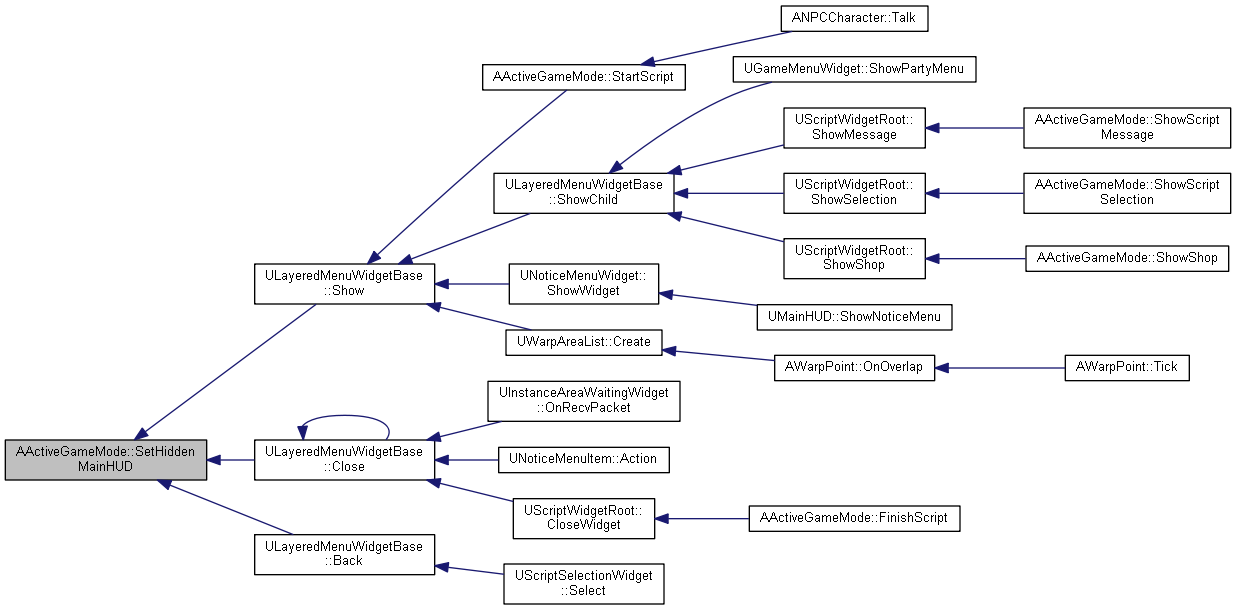 ANPCCharacter::Talk
AActiveGameMode::StartScript
UGameMenuWidget::ShowPartyMenu
UScriptWidgetRoot::
ShowMessage
AActiveGameMode::ShowScript
Message
ULayeredMenuWidgetBase
::ShowChild
UScriptWidgetRoot::
ShowSelection
AActiveGameMode::ShowScript
Selection
UScriptWidgetRoot::
ShowShop
AActiveGameMode::ShowShop
ULayeredMenuWidgetBase
::Show
UNoticeMenuWidget::
ShowWidget
UMainHUD::ShowNoticeMenu
UWarpAreaList::Create
AWarpPoint::OnOverlap
AWarpPoint::Tick
UInstanceAreaWaitingWidget
::OnRecvPacket
AActiveGameMode::SetHidden
MainHUD
ULayeredMenuWidgetBase
::Close
UNoticeMenuItem::Action
UScriptWidgetRoot::
CloseWidget
AActiveGameMode::FinishScript
ULayeredMenuWidgetBase
::Back
UScriptSelectionWidget
::Select